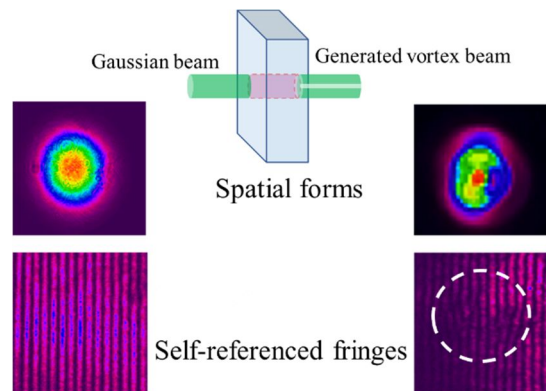 Gaussian beam
Generated vortex beam
Spatial forms
Self-referenced fringes